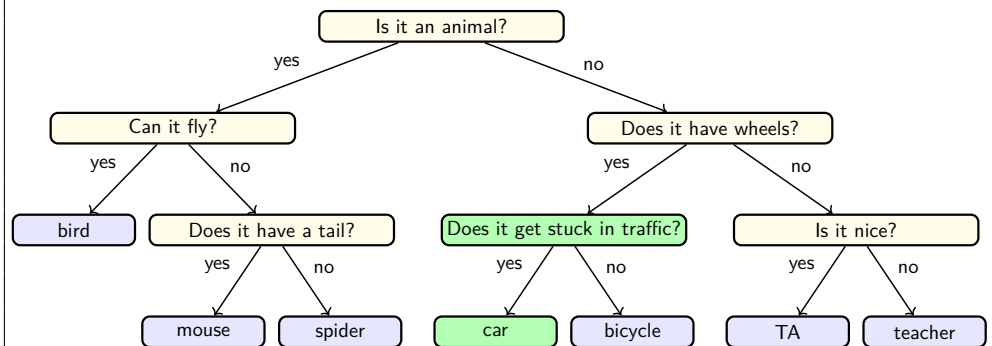 Is it an animal?
yes
no
Can it fly?
Does it have wheels?
yes
no
yes
no
bird
Does it have a tail?
Does it get stuck in traffic?
Is it nice?
yes
no
yes
no
yes
no
mouse
spider
car
bicycle
TA
teacher